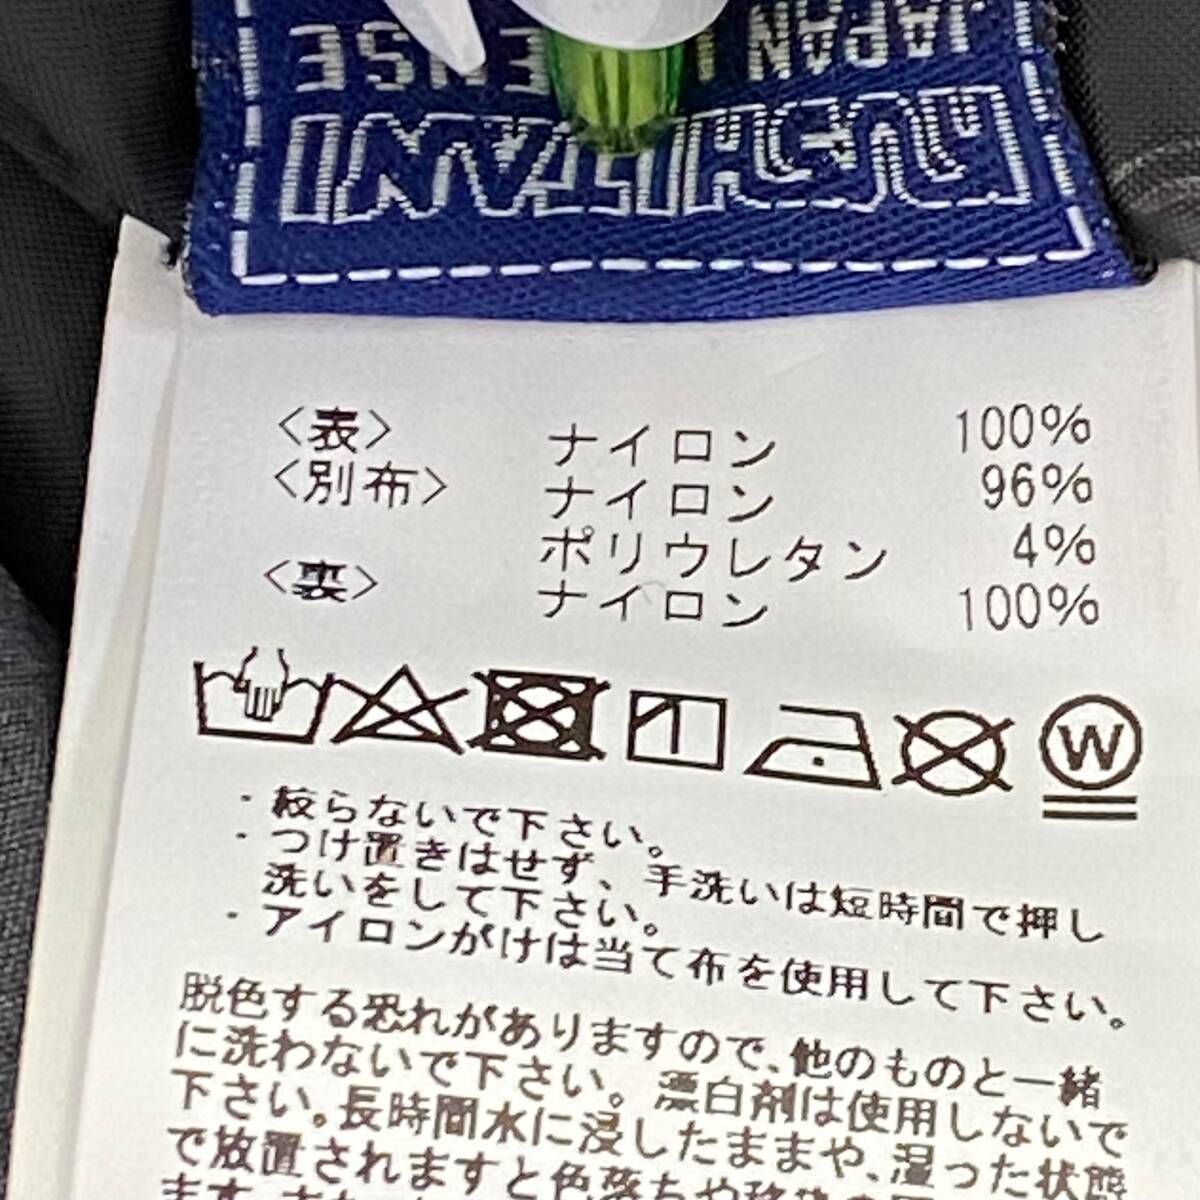 JAPAN
<表> ナイロン 100%
<別布> ナイロン 96%
ポリウレタン 4%
<裏> ナイロン 100%
W
・絞らないで下さい。
・つけ置きはせず、手洗いは短時間で押し
洗いをして下さい。
・アイロンがけは当て布を使用して下さい。
脱色する恐れがありますので、他のものと一緒
に洗わないで下さい。漂白剤は使用しないで
下さい。長時間水に浸したままや、湿った状態
で放置されますと色落ちや